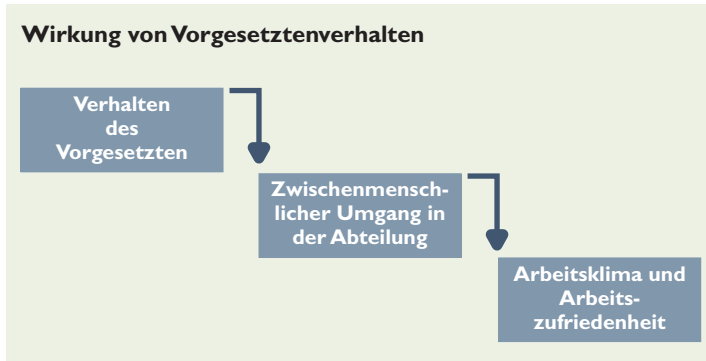 Wirkung von Vorgesetztenverhalten
Verhalten
des
Vorgesetzten
Zwischenmensch-
licher Umgang in
der Abteilung
Arbeitsklima und
Arbeits-
zufriedenheit